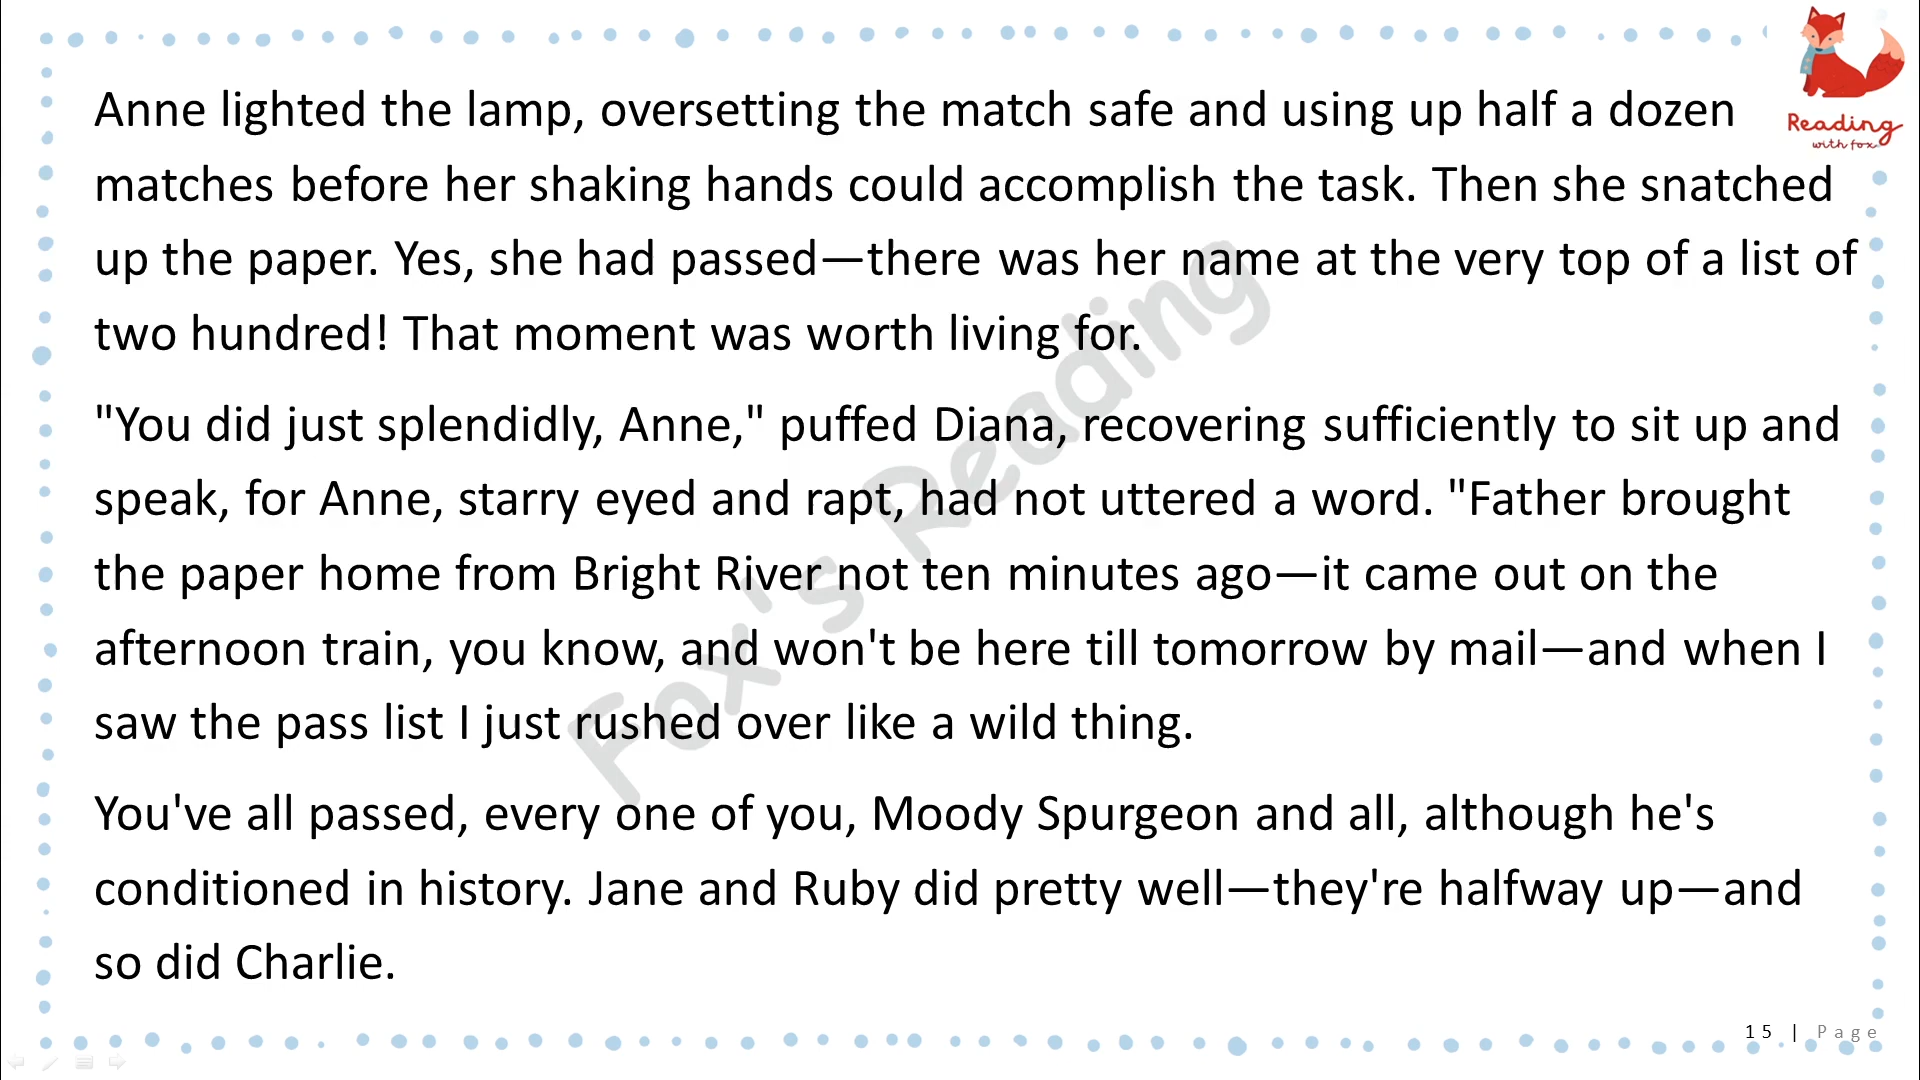 Reading
with fox
Anne lighted the lamp, oversetting the match safe and using up half a dozen
matches before her shaking hands could accomplish the task. Then she snatched
up the paper. Yes, she had passed—there was her name at the very top of a list of
two hundred! That moment was worth living for.
"You did just splendidly, Anne," puffed Diana, recovering sufficiently to sit up and
speak, for Anne, starry eyed and rapt, had not uttered a word. "Father brought
the paper home from Bright River not ten minutes ago—it came out on the
afternoon train, you know, and won't be here till tomorrow by mail—and when I
saw the pass list I just rushed over like a wild thing.
You've all passed, every one of you, Moody Spurgeon and all, although he's
conditioned in history. Jane and Ruby did pretty well—they're halfway up—and
so did Charlie.
Fox's Reading
15 | Page